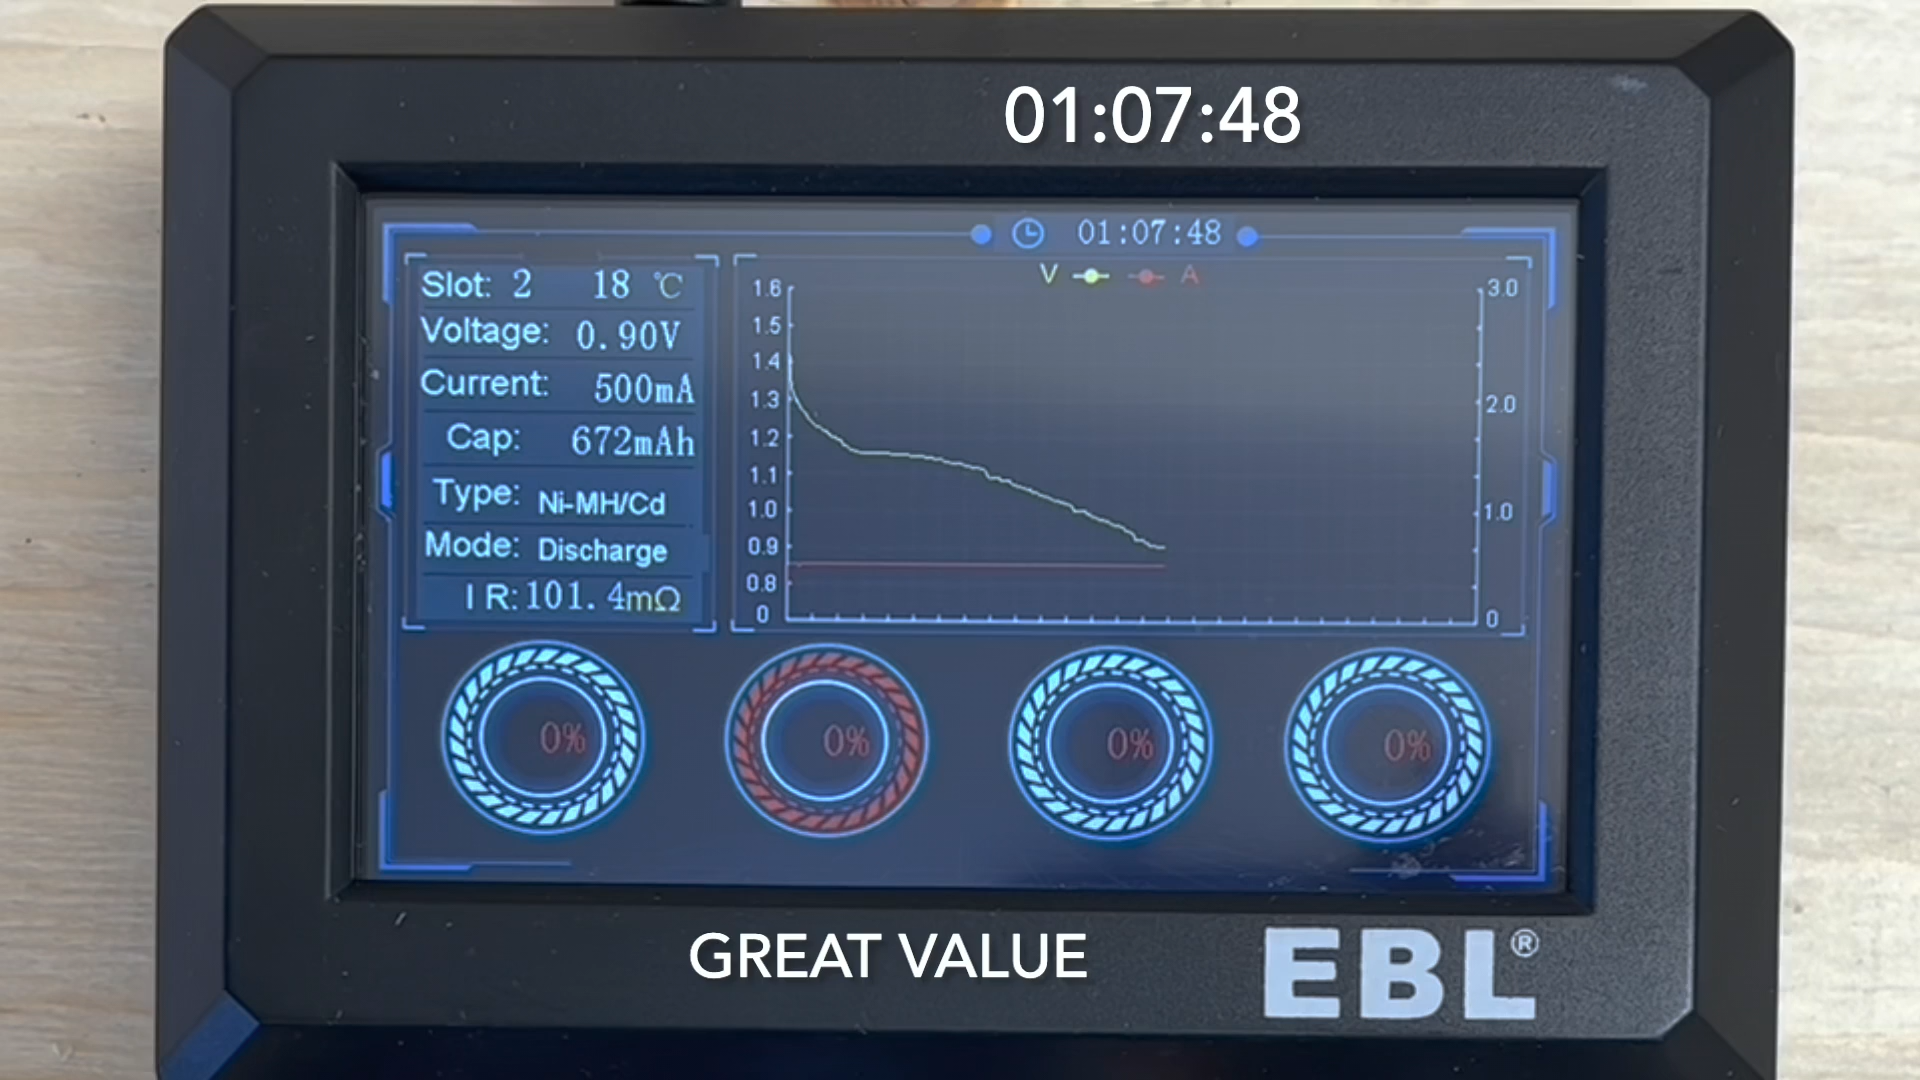 01:07:48
01:07:48
Slot: 2 18 ℃
Voltage: 0.90V
Current: 500mA
Cap: 672mAh
Type: Ni-MH/Cd
Mode: Discharge
I R: 101.4mΩ
V A
1.6
1.5
1.4
1.3
1.2
1.1
1.0
0.9
0.8
0
3.0
2.0
1.0
0
0% 0% 0% 0%
GREAT VALUE
EBL®